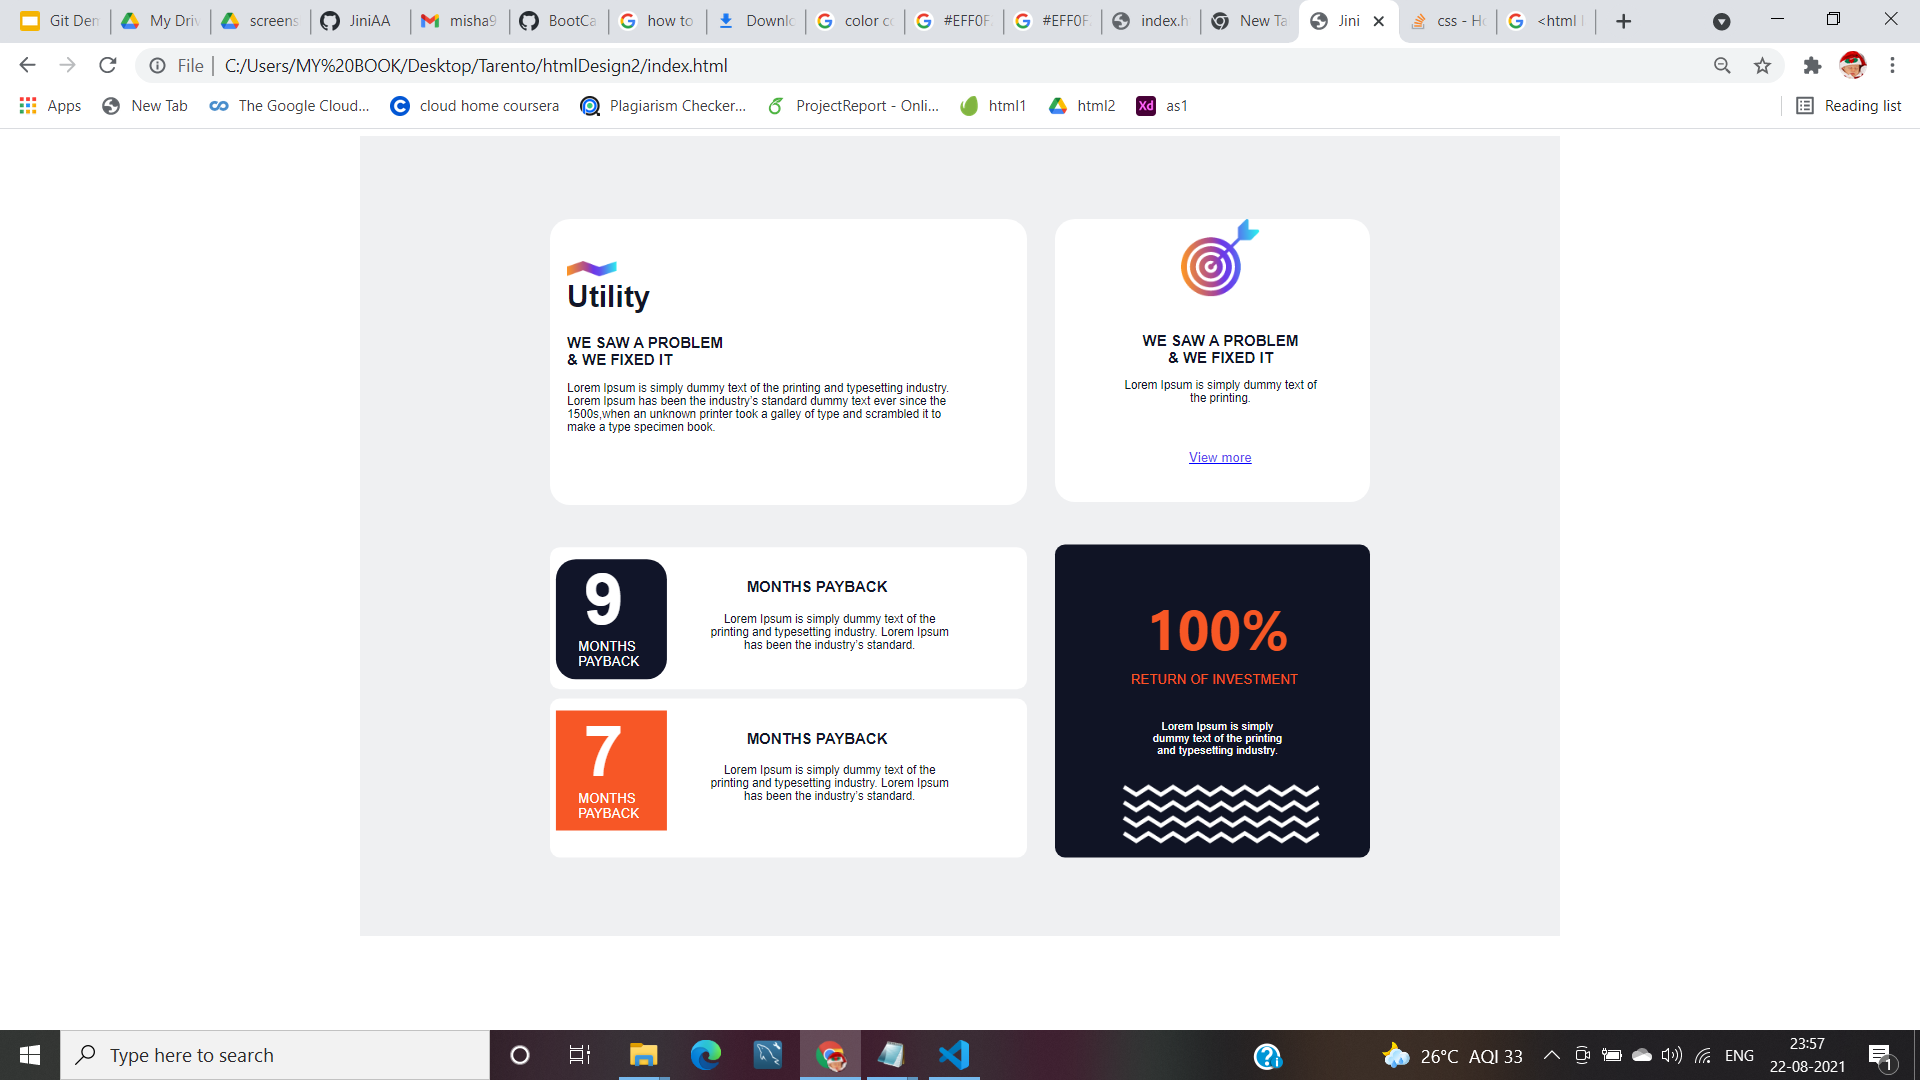 Git Den
My Driv
screens
JiniAA
misha9
BootCa
how to
Downlo
color co
#EFF0F
#EFF0F
index.h
New Ta
Jini
css - Ho
<html l
File
C:/Users/MY%20BOOK/Desktop/Tarento/htmlDesign2/index.html
Apps
New Tab
The Google Cloud...
cloud home coursera
Plagiarism Checker...
ProjectReport - Onli...
html1
html2
Xd
as1
Reading list
Utility
WE SAW A PROBLEM
& WE FIXED IT
Lorem Ipsum is simply dummy text of the printing and typesetting industry.
Lorem Ipsum has been the industry's standard dummy text ever since the
1500s,when an unknown printer took a galley of type and scrambled it to
make a type specimen book.
WE SAW A PROBLEM
& WE FIXED IT
Lorem Ipsum is simply dummy text of
the printing.
View more
9
MONTHS
PAYBACK
MONTHS PAYBACK
Lorem Ipsum is simply dummy text of the
printing and typesetting industry. Lorem Ipsum
has been the industry's standard.
7
MONTHS
PAYBACK
MONTHS PAYBACK
Lorem Ipsum is simply dummy text of the
printing and typesetting industry. Lorem Ipsum
has been the industry's standard.
100%
RETURN OF INVESTMENT
Lorem Ipsum is simply
dummy text of the printing
and typesetting industry.
Type here to search
26°C AQI 33
ENG
23:57
22-08-2021
1